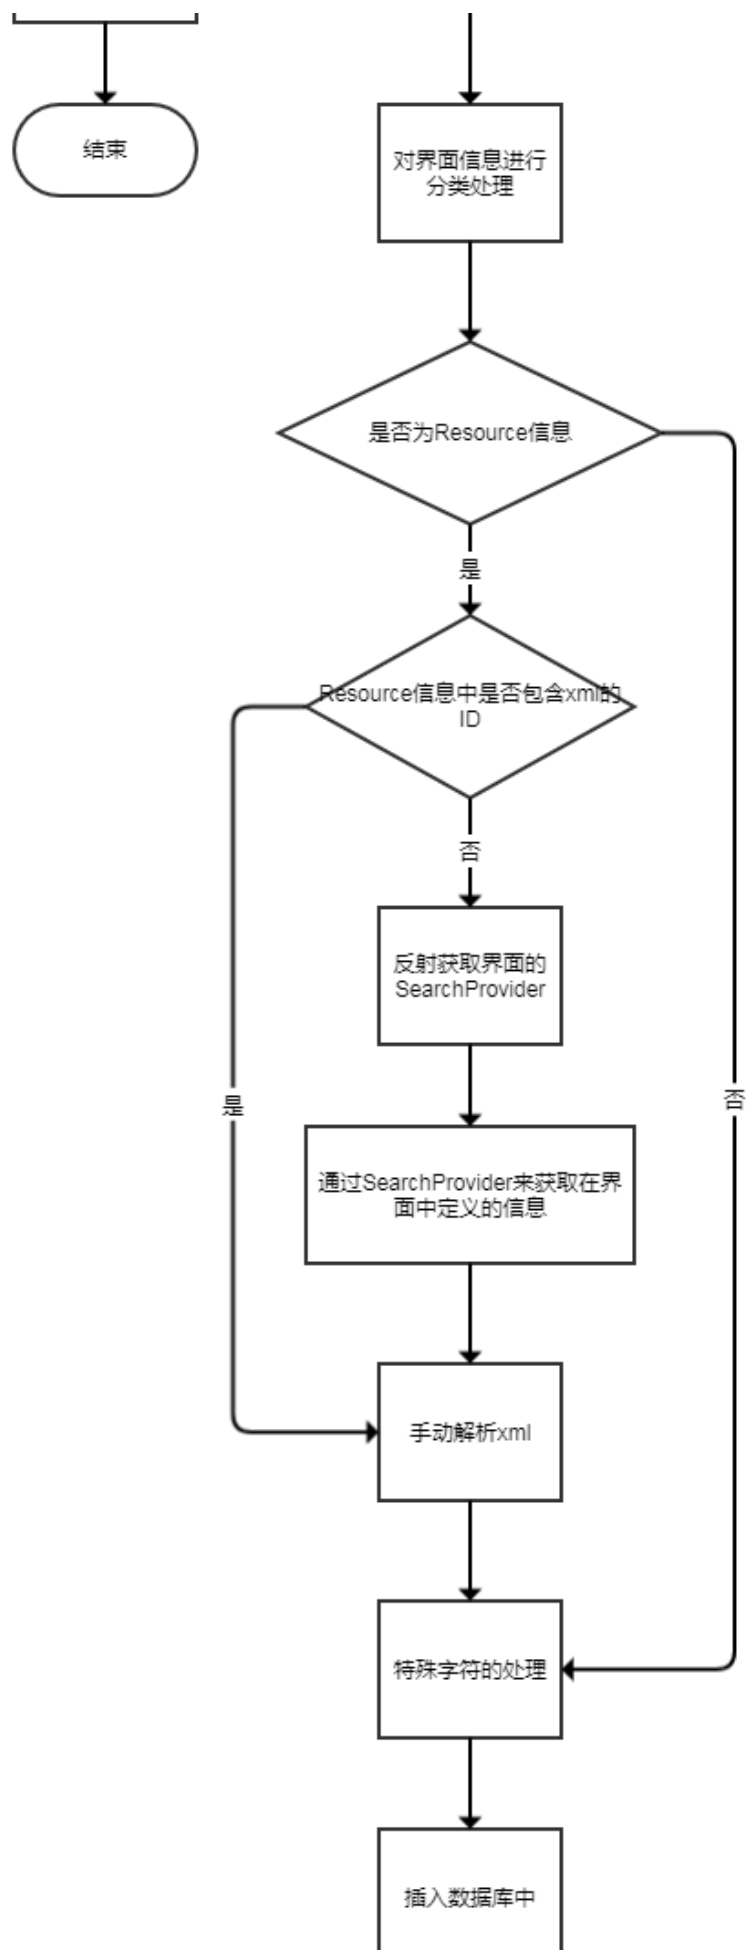 结束
对界面信息进行
分类处理
是否为Resource信息
是
Resource信息中是否包含xml的
ID
否
反射获取界面的
SearchProvider
是
否
通过SearchProvider来获取在界
面中定义的信息
手动解析xml
特殊字符的处理
插入数据库中